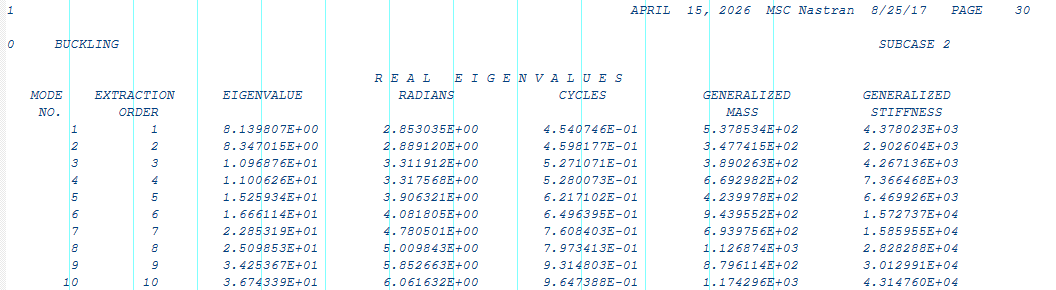 1 APRIL 15, 2026 MSC Nastran 8/25/17 PAGE 30
0 BUCKLING SUBCASE 2
R E A L E I G E N V A L U E S
MODE EXTRACTION EIGENVALUE RADIANS CYCLES GENERALIZED GENERALIZED
NO. ORDER MASS STIFFNESS
1 1 8.139807E+00 2.853035E+00 4.540746E-01 5.378534E+02 4.378023E+03
2 2 8.347015E+00 2.889120E+00 4.598177E-01 3.477415E+02 2.902604E+03
3 3 1.096876E+01 3.311912E+00 5.271071E-01 3.890263E+02 4.267136E+03
4 4 1.100626E+01 3.317568E+00 5.280073E-01 6.692982E+02 7.366468E+03
5 5 1.525934E+01 3.906321E+00 6.217102E-01 4.239978E+02 6.469926E+03
6 6 1.666114E+01 4.081805E+00 6.496395E-01 9.439552E+02 1.572737E+04
7 7 2.285319E+01 4.780501E+00 7.608403E-01 6.939756E+02 1.585955E+04
8 8 2.509853E+01 5.009843E+00 7.973413E-01 1.126874E+03 2.828288E+04
9 9 3.425367E+01 5.852663E+00 9.314803E-01 8.796114E+02 3.012991E+04
10 10 3.674339E+01 6.061632E+00 9.647388E-01 1.174296E+03 4.314760E+04